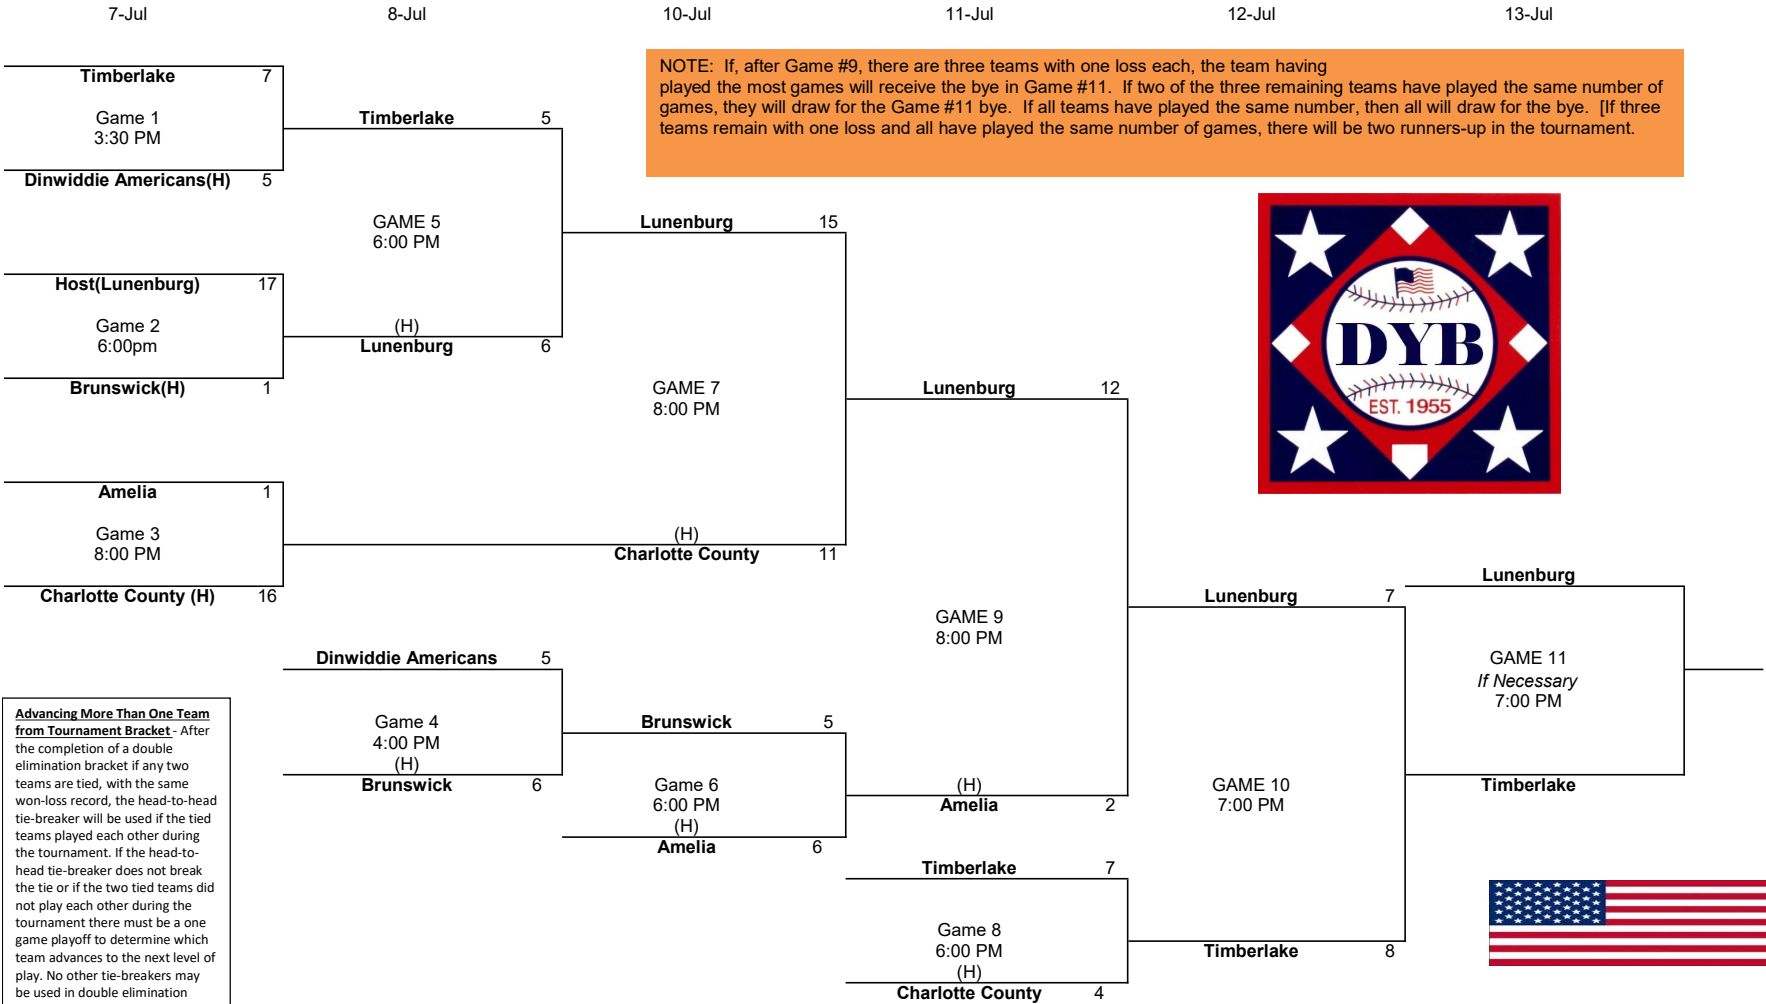 7-Jul 8-Jul 10-Jul 11-Jul 12-Jul 13-Jul
NOTE: If, after Game #9, there are three teams with one loss each, the team having
played the most games will receive the bye in Game #11. If two of the three remaining teams have played the same number of
games, they will draw for the Game #11 bye. If all teams have played the same number, then all will draw for the bye. [If three
teams remain with one loss and all have played the same number of games, there will be two runners-up in the tournament.
Timberlake 7
Game 1
3:30 PM
Dinwiddie Americans(H) 5
Host(Lunenburg) 17
Game 2
6:00pm
Brunswick(H) 1
Amelia 1
Game 3
8:00 PM
Charlotte County (H) 16
Timberlake 5
GAME 5
6:00 PM
(H)
Lunenburg 6
Dinwiddie Americans 5
Game 4
4:00 PM
(H)
Brunswick 6
Lunenburg 15
GAME 7
8:00 PM
(H)
Charlotte County 11
Brunswick 5
Game 6
6:00 PM
(H)
Amelia 6
Lunenburg 12
GAME 9
8:00 PM
(H)
Amelia 2
Timberlake 7
Game 8
6:00 PM
(H)
Charlotte County 4
Lunenburg 7
GAME 10
7:00 PM
Timberlake 8
Lunenburg
GAME 11
If Necessary
7:00 PM
Timberlake
DYB
EST. 1955
Advancing More Than One Team
from Tournament Bracket - After
the completion of a double
elimination bracket if any two
teams are tied, with the same
won-loss record, the head-to-head
tie-breaker will be used if the tied
teams played each other during
the tournament. If the head-to-
head tie-breaker does not break
the tie or if the two tied teams did
not play each other during the
tournament there must be a one
game playoff to determine which
team advances to the next level of
play. No other tie-breakers may
be used in double elimination